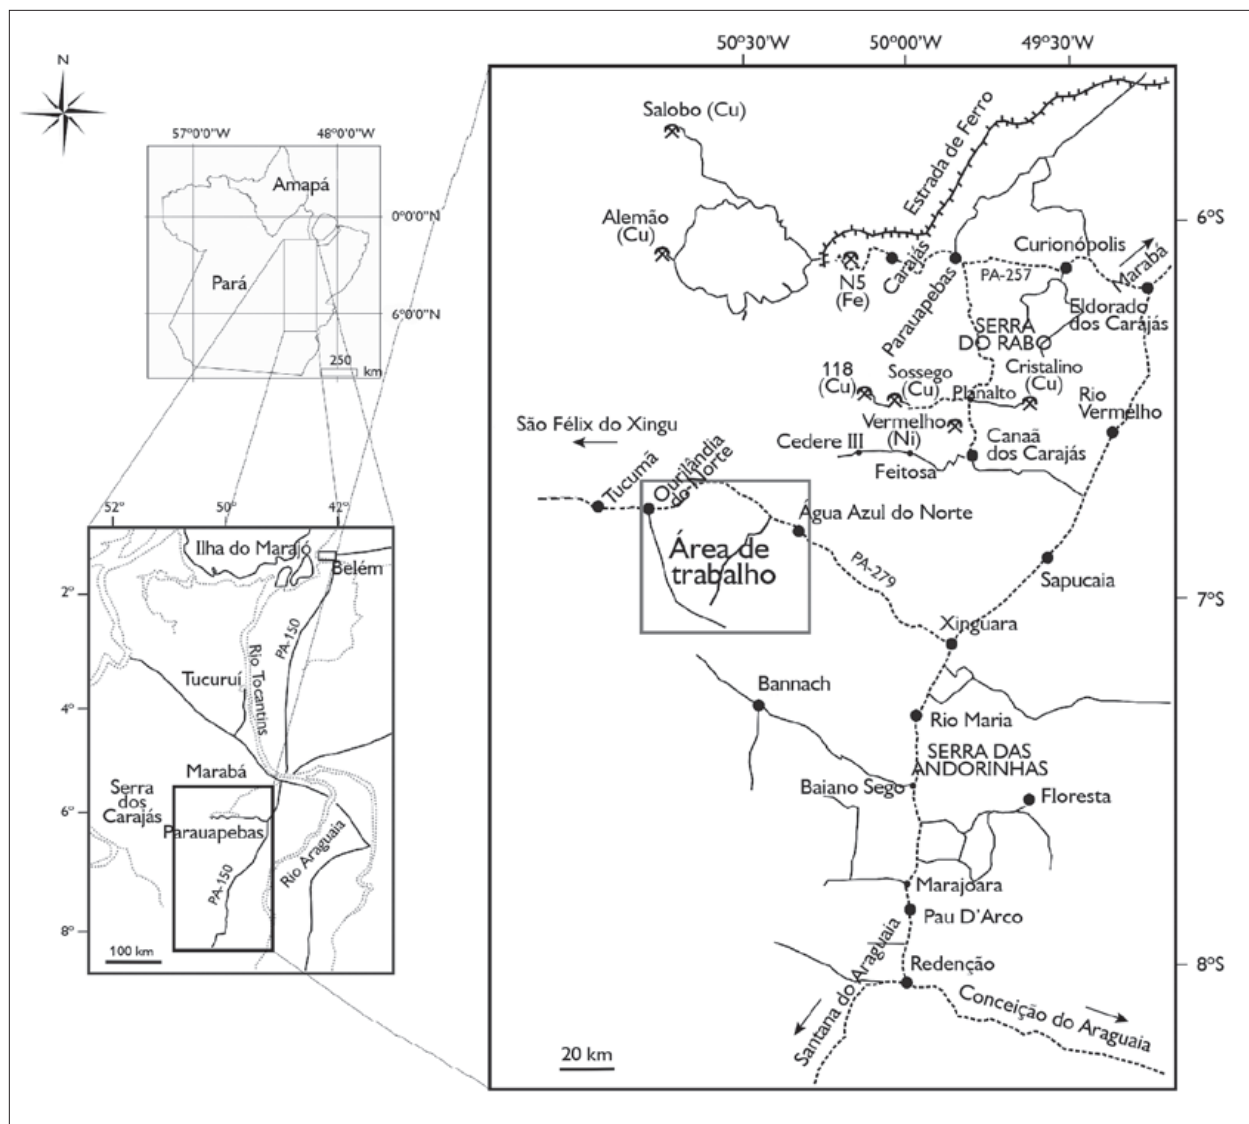 N
57°0'0"W
48°0'0"W
Amapá
0°0'0"N
Pará
6°0'0"N
250
km
52°
50°
42°
Ilha do Marajó
Belém
2°
PA-150
Rio Tocantins
Tucuruí
4°
Marabá
Serra
dos
Carajás
6°
Parauapebas
PA-150
Rio Araguaia
8°
100 km
50°30'W
50°00'W
49°30'W
Salobo (Cu)
Estrada de Ferro
6°S
Alemão
(Cu)
N5
(Fe)
Carajás
Parauapebas
Curionópolis
PA-257
Marabá
Eldorado
dos Carajás
SERRA
DO RABO
118
(Cu)
Sossego
(Cu)
Planalto
Cristalino
(Cu)
Rio
Vermelho
São Félix do Xingu
Vermelho
(Ni)
Cedere III
Feitosa
Canaã
dos Carajás
Tucumã
Ourilândia
do Norte
Água Azul do Norte
Área de
trabalho
PA-279
Sapucaia
7°S
Xinguara
Bannach
Rio Maria
SERRA DAS
ANDORINHAS
Baiano Sego
Floresta
Marajoara
Pau D'Arco
8°S
Redenção
Santana do Araguaia
Conceição do Araguaia
20 km